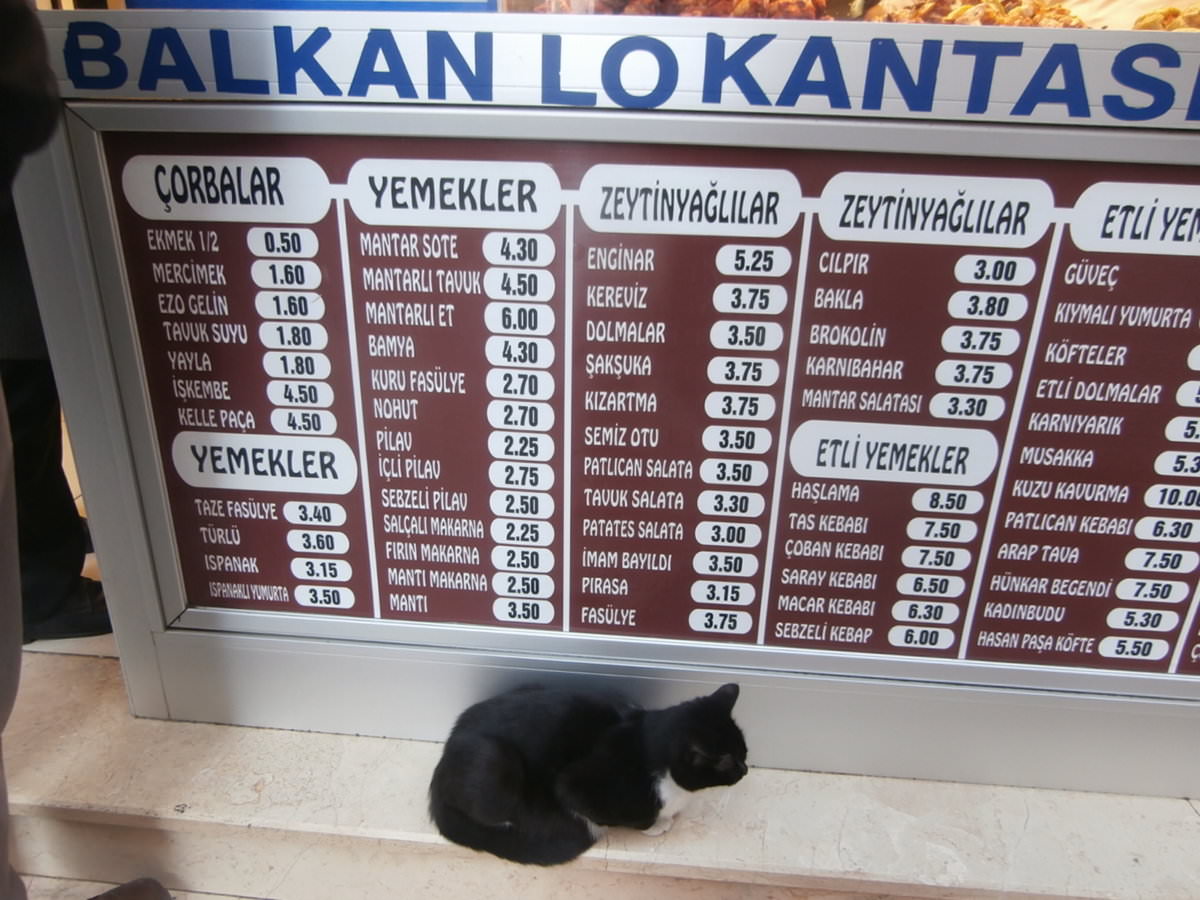 BALKAN LOKANTASI
ÇORBALAR
EKMEK 1/2 0.50
MERCİMEK 1.60
EZO GELİN 1.60
TAVUK SUYU 1.80
YAYLA 1.80
İŞKEMBE 4.50
KELLE PAÇA 4.50
YEMEKLER
TAZE FASÜLYE 3.40
TÜRLÜ 3.60
ISPANAK 3.15
ISPANAKLI YUMURTA 3.50
YEMEKLER
MANTAR SOTE 4.30
MANTARLI TAVUK 4.50
MANTARLI ET 6.00
BAMYA 4.30
KURU FASÜLYE 2.70
NOHUT 2.70
PİLAV 2.25
İÇLİ PİLAV 2.75
SEBZELİ PİLAV 2.50
SALÇALI MAKARNA 2.25
FIRIN MAKARNA 2.50
MANTI MAKARNA 2.50
MANTI 3.50
ZEYTİNYAĞLILAR
ENGİNAR 5.25
KEREVİZ 3.75
DOLMALAR 3.50
ŞAKŞUKA 3.75
KIZARTMA 3.75
SEMİZ OTU 3.50
PATLICAN SALATA 3.50
TAVUK SALATA 3.30
PATATES SALATA 3.00
İMAM BAYILDI 3.50
PIRASA 3.15
FASÜLYE 3.75
ZEYTİNYAĞLILAR
CILPIR 3.00
BAKLA 3.80
BROKOLİN 3.75
KARNIBAHAR 3.75
MANTAR SALATASI 3.30
ETLİ YEMEKLER
HAŞLAMA 8.50
TAS KEBABI 7.50
ÇOBAN KEBABI 7.50
SARAY KEBABI 6.50
MACAR KEBABI 6.30
SEBZELİ KEBAP 6.00
ETLİ YEM
GÜVEÇ
KIYMALI YUMURTA
KÖFTELER
ETLİ DOLMALAR
KARNIYARIK 5.
MUSAKKA 5.3
KUZU KAVURMA 10.0
PATLICAN KEBABI 6.30
ARAP TAVA 7.50
HÜNKAR BEGENDİ 7.50
KADINBUDU 5.30
HASAN PAŞA KÖFTE 5.50